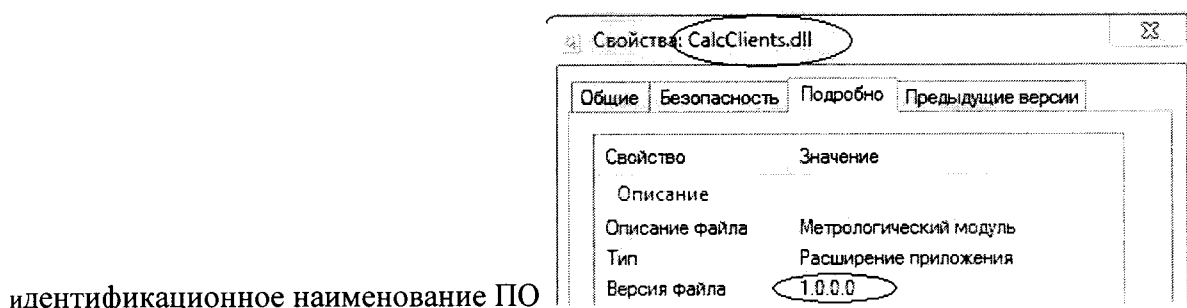 Свойства: CalcClients.dll
Общие Безопасность Подробно Предыдущие версии
Свойство Значение
Описание
Описание файла Метрологический модуль
Тип Расширение приложения
идентификационное наименование ПО Версия файла 1.0.0.0